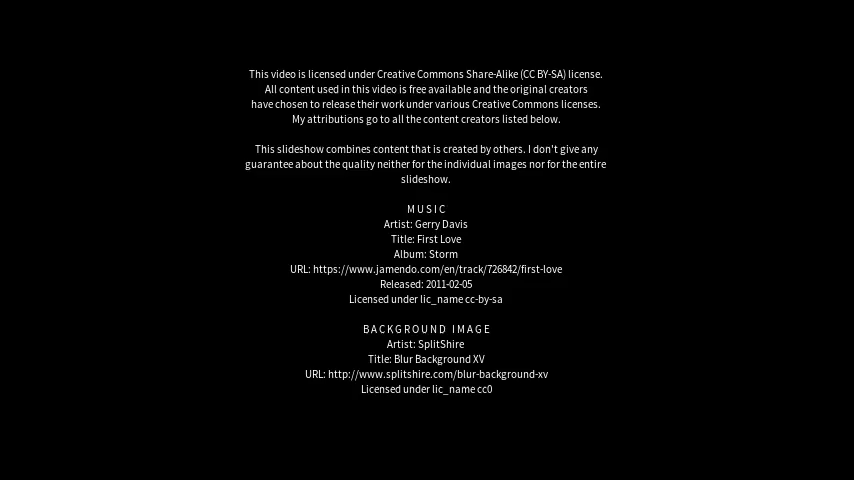 This video is licensed under Creative Commons Share-Alike (CC BY-SA) license.
All content used in this video is free available and the original creators
have chosen to release their work under various Creative Commons licenses.
My attributions go to all the content creators listed below.
This slideshow combines content that is created by others. I don't give any
guarantee about the quality neither for the individual images nor for the entire
slideshow.
MUSIC
Artist: Gerry Davis
Title: First Love
Album: Storm
URL: https://www.jamendo.com/en/track/726842/first-love
Released: 2011-02-05
Licensed under lic_name cc-by-sa
BACKGROUND IMAGE
Artist: SplitShire
Title: Blur Background XV
URL: http://www.splitshire.com/blur-background-xv
Licensed under lic_name cc0